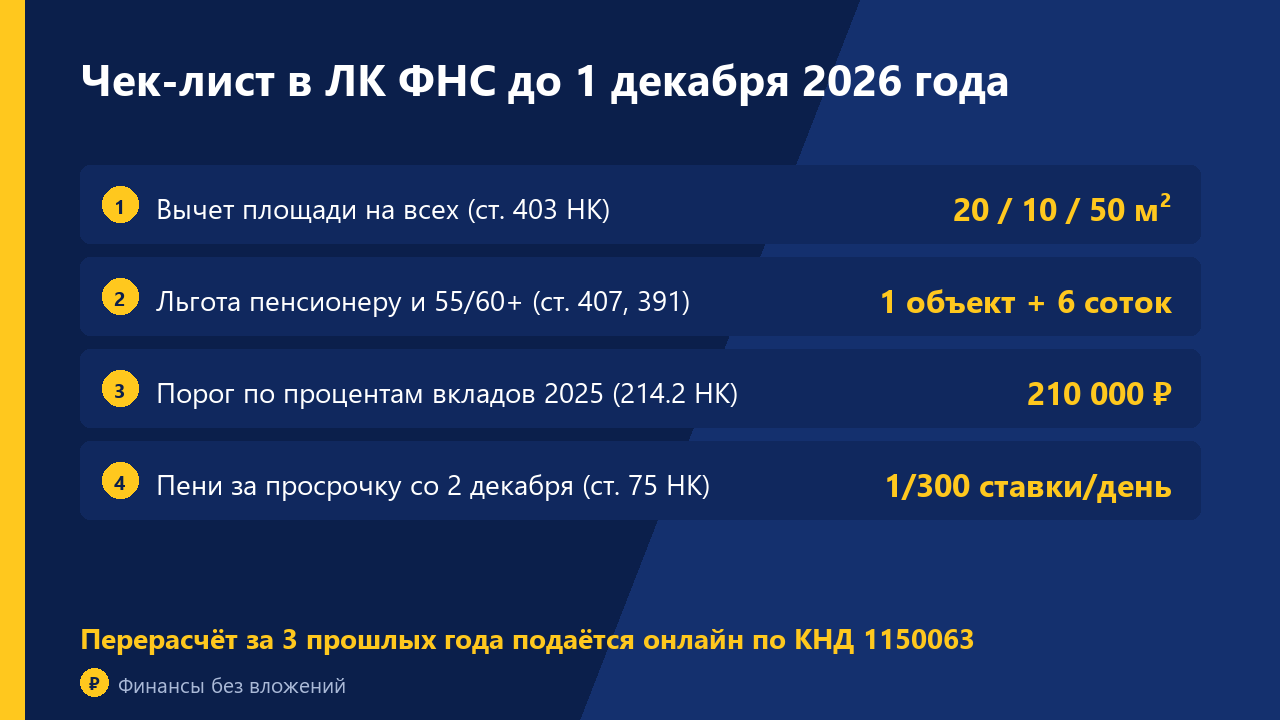 Чек-лист в ЛК ФНС до 1 декабря 2026 года
1 Вычет площади на всех (ст. 403 НК) 20 / 10 / 50 м²
2 Льгота пенсионеру и 55/60+ (ст. 407, 391) 1 объект + 6 соток
3 Порог по процентам вкладов 2025 (214.2 НК) 210 000 ₽
4 Пени за просрочку со 2 декабря (ст. 75 НК) 1/300 ставки/день
Перерасчёт за 3 прошлых года подаётся онлайн по КНД 1150063
₽ Финансы без вложений